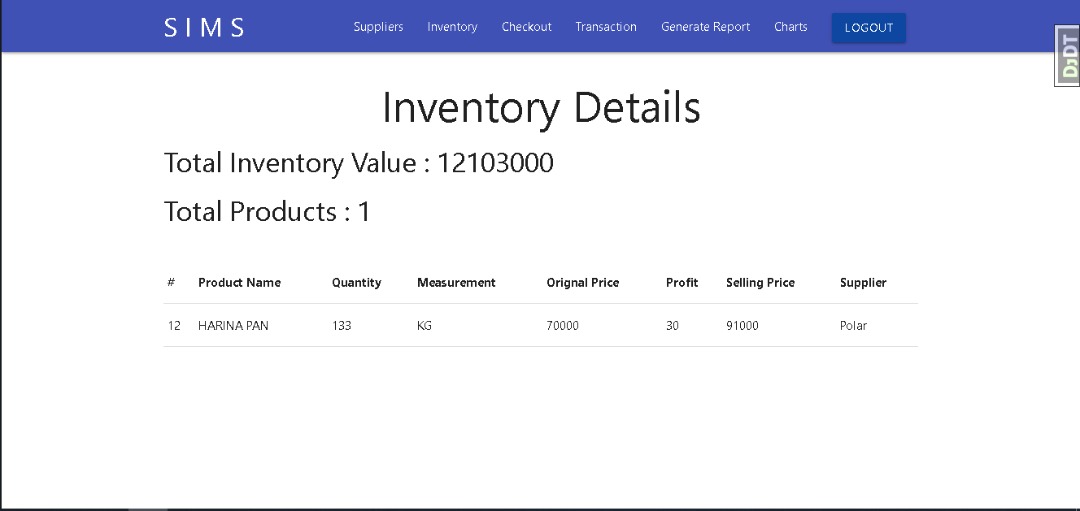 S I M S Suppliers Inventory Checkout Transaction Generate Report Charts LOGOUT
DJDT
Inventory Details
Total Inventory Value : 12103000
Total Products : 1
# Product Name Quantity Measurement Orignal Price Profit Selling Price Supplier
12 HARINA PAN 133 KG 70000 30 91000 Polar